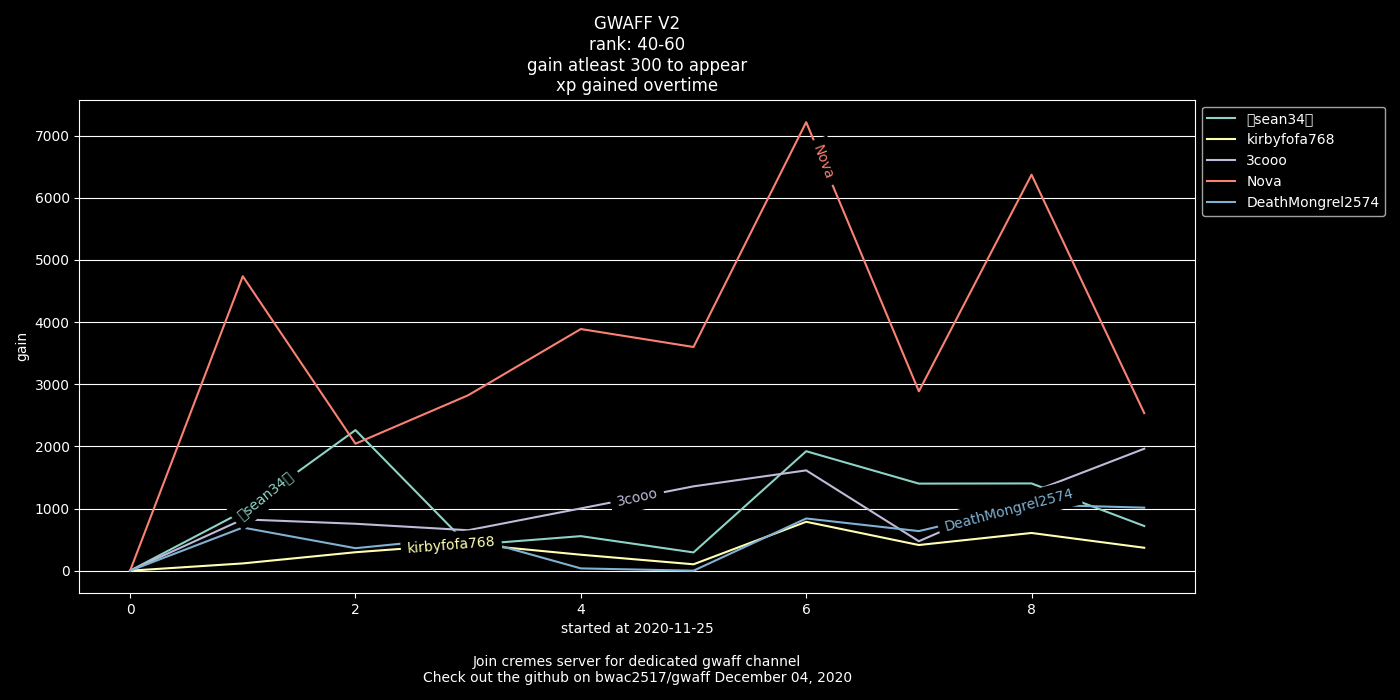 GWAFF V2
rank: 40-60
gain atleast 300 to appear
xp gained overtime
sean34
kirbyfofa768
3cooo
Nova
DeathMongrel2574
gain
7000
6000
5000
4000
3000
2000
1000
0
Nova
sean34
3cooo
kirbyfofa768
DeathMongrel2574
0 2 4 6 8
started at 2020-11-25
Join cremes server for dedicated gwaff channel
Check out the github on bwac2517/gwaff December 04, 2020